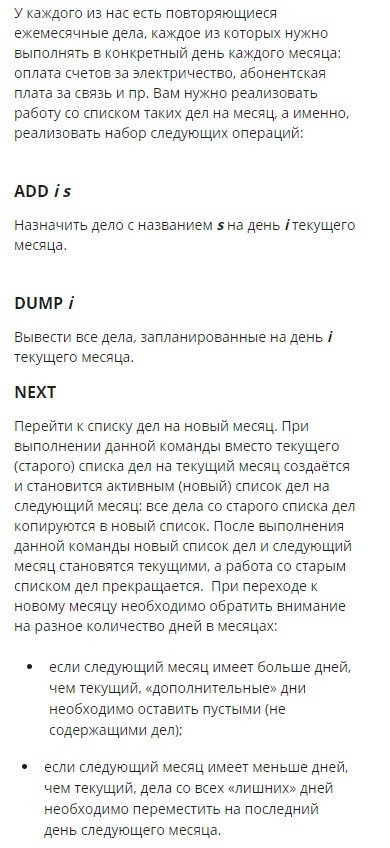 У каждого из нас есть повторяющиеся
ежемесячные дела, каждое из которых нужно
выполнять в конкретный день каждого месяца:
оплата счетов за электричество, абонентская
плата за связь и пр. Вам нужно реализовать
работу со списком таких дел на месяц, а именно,
реализовать набор следующих операций:
ADD i s
Назначить дело с названием s на день i текущего
месяца.
DUMP i
Вывести все дела, запланированные на день i
текущего месяца.
NEXT
Перейти к списку дел на новый месяц. При
выполнении данной команды вместо текущего
(старого) списка дел на текущий месяц создаётся
и становится активным (новый) список дел на
следующий месяц: все дела со старого списка дел
копируются в новый список. После выполнения
данной команды новый список дел и следующий
месяц становятся текущими, а работа со старым
списком дел прекращается. При переходе к
новому месяцу необходимо обратить внимание
на разное количество дней в месяцах:
• если следующий месяц имеет больше дней,
чем текущий, «дополнительные» дни
необходимо оставить пустыми (не
содержащими дел);
• если следующий месяц имеет меньше дней,
чем текущий, дела со всех «лишних» дней
необходимо переместить на последний
день следующего месяца.